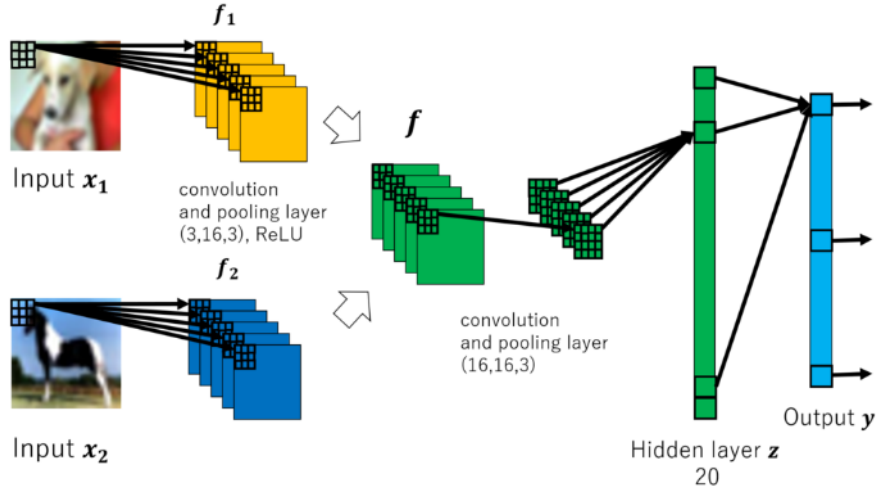 f₁
Input x₁
convolution
and pooling layer
(3,16,3), ReLU
f
f₂
Input x₂
convolution
and pooling layer
(16,16,3)
Hidden layer z
20
Output y